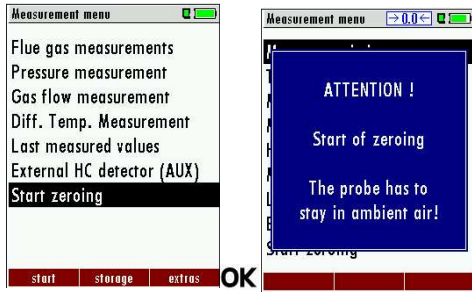 Measurement menu
Flue gas measurements
Pressure measurement
Gas flow measurement
Diff. Temp. Measurement
Last measured values
External HC detector (AUX)
Start zeroing
start storage extras
OK
Measurement menu →0.0←
ATTENTION !
Start of zeroing
The probe has to
stay in ambient air!